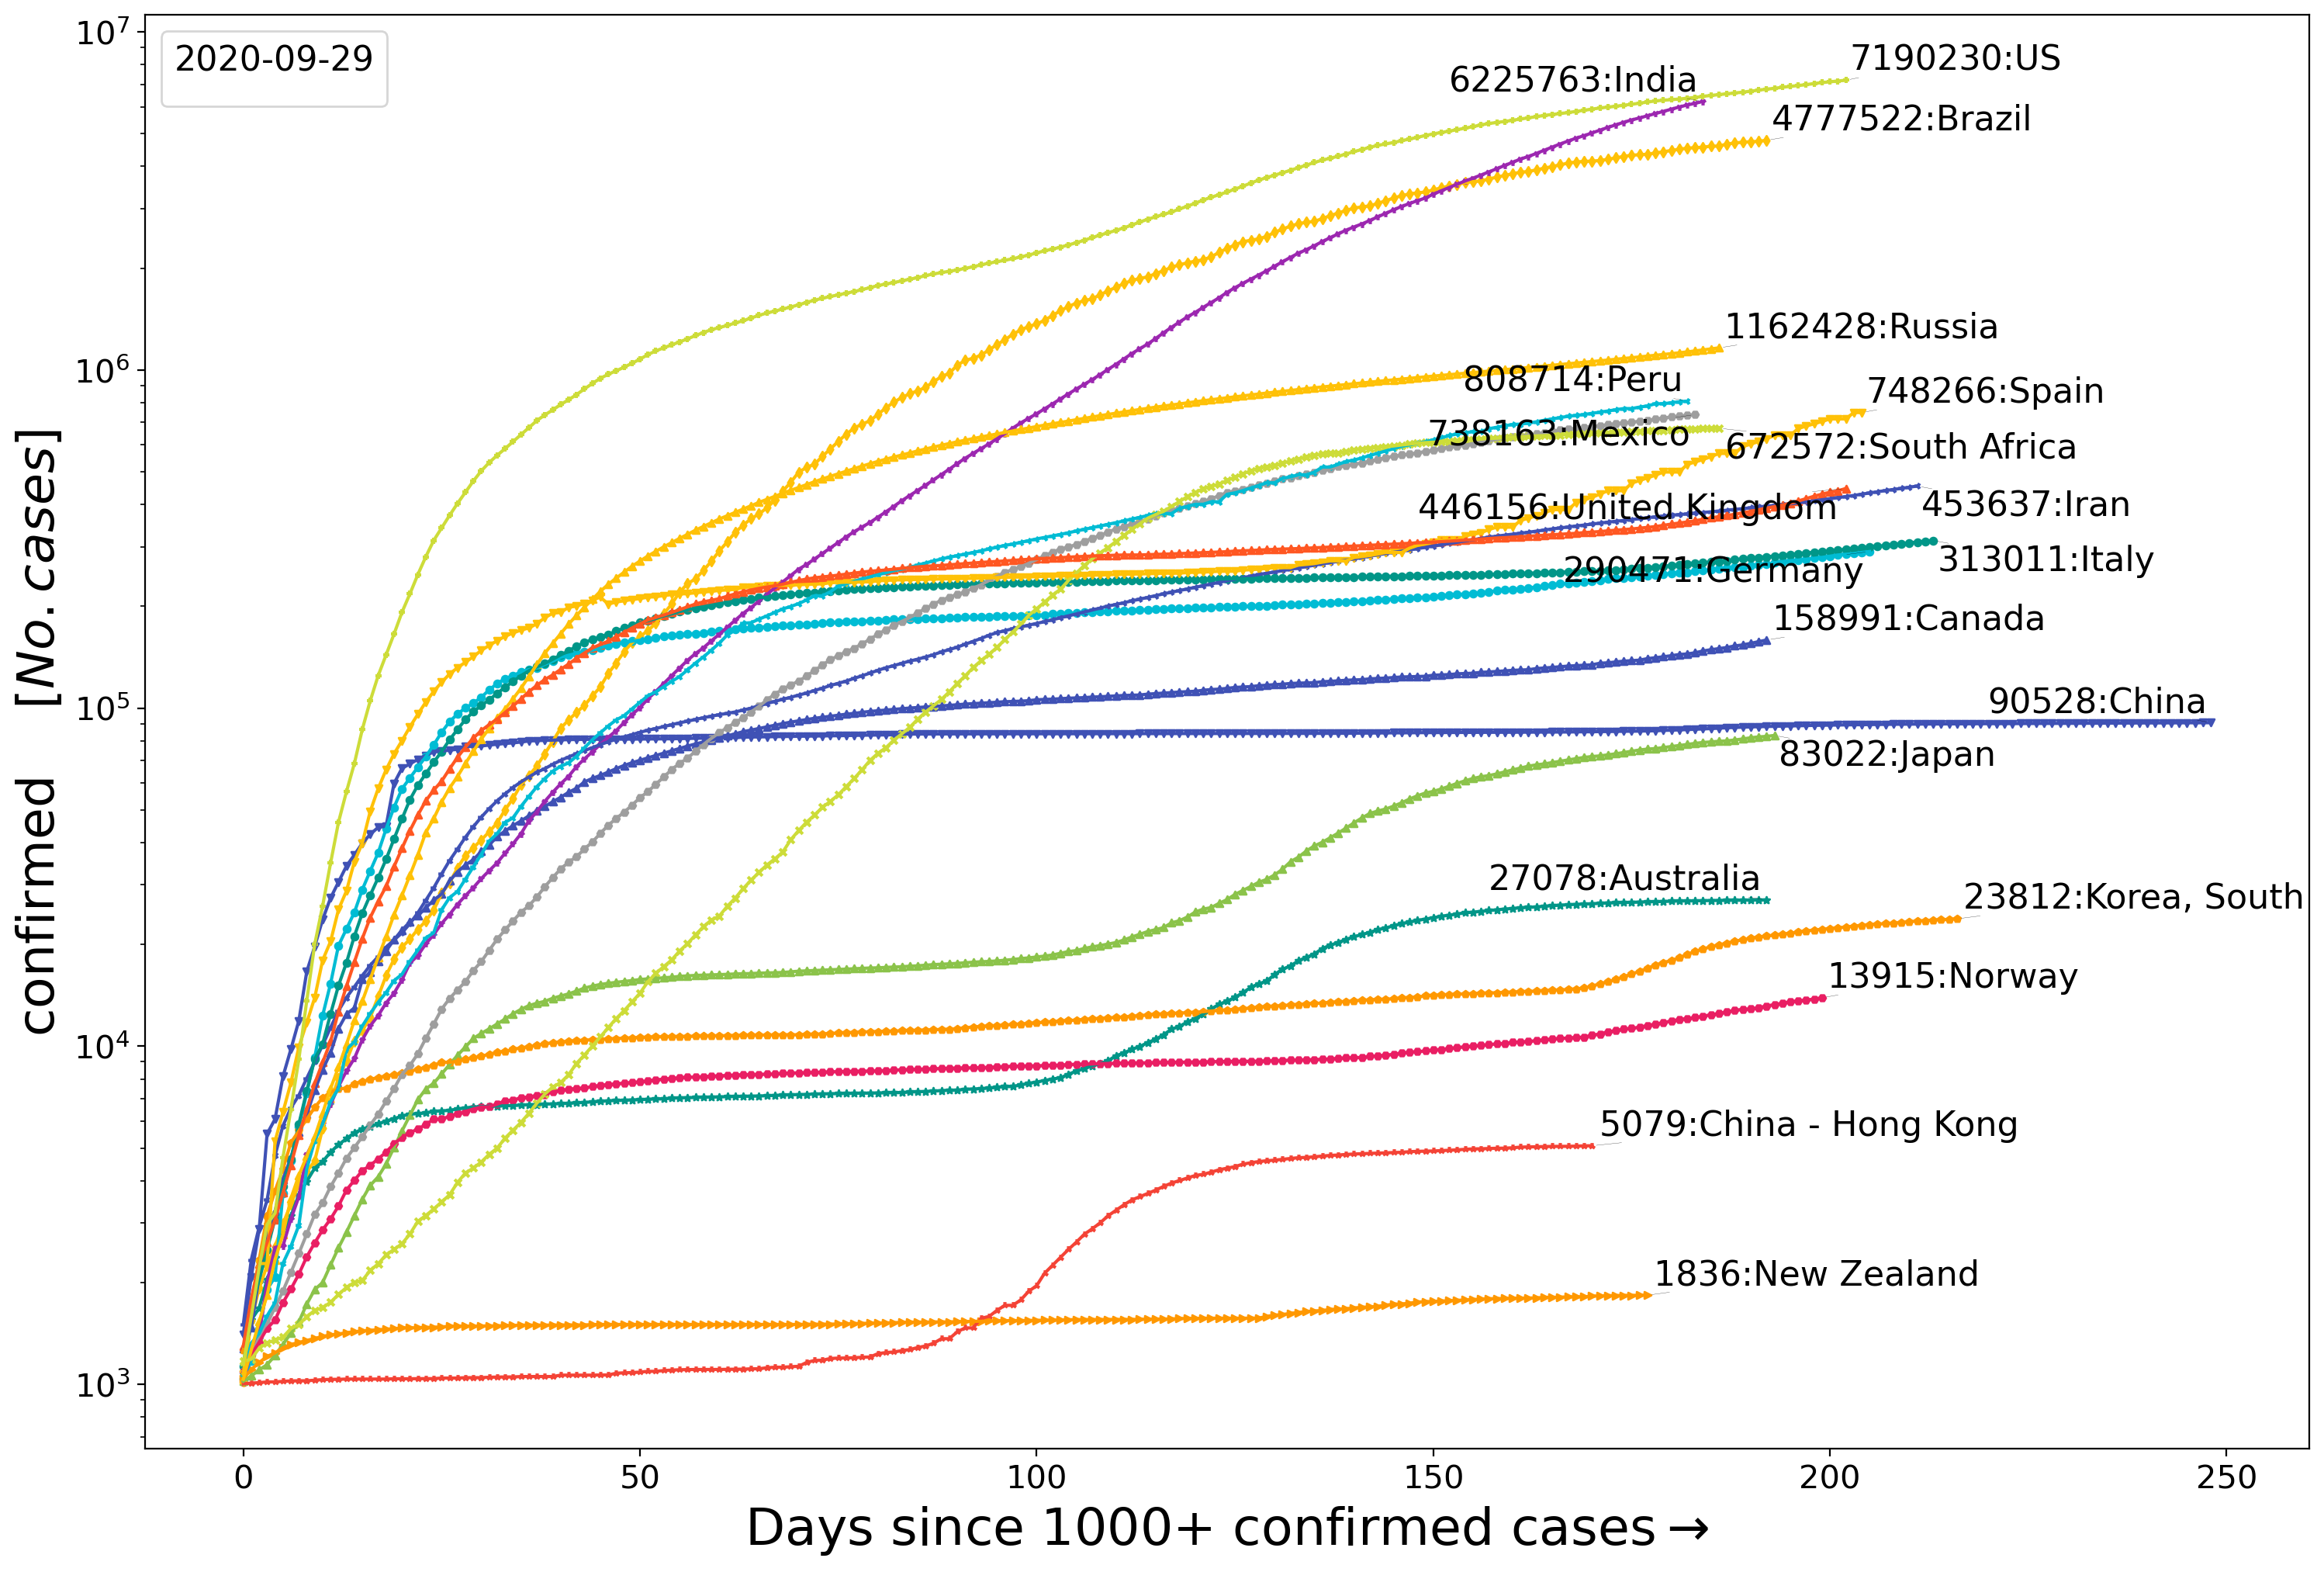 2020-09-29
confirmed [No.cases]
10^7
10^6
10^5
10^4
10^3
7190230:US
6225763:India
4777522:Brazil
1162428:Russia
808714:Peru
748266:Spain
738163:Mexico
672572:South Africa
446156:United Kingdom
453637:Iran
290471:Germany
313011:Italy
158991:Canada
90528:China
83022:Japan
27078:Australia
23812:Korea, South
13915:Norway
5079:China - Hong Kong
1836:New Zealand
0 50 100 150 200 250
Days since 1000+ confirmed cases→